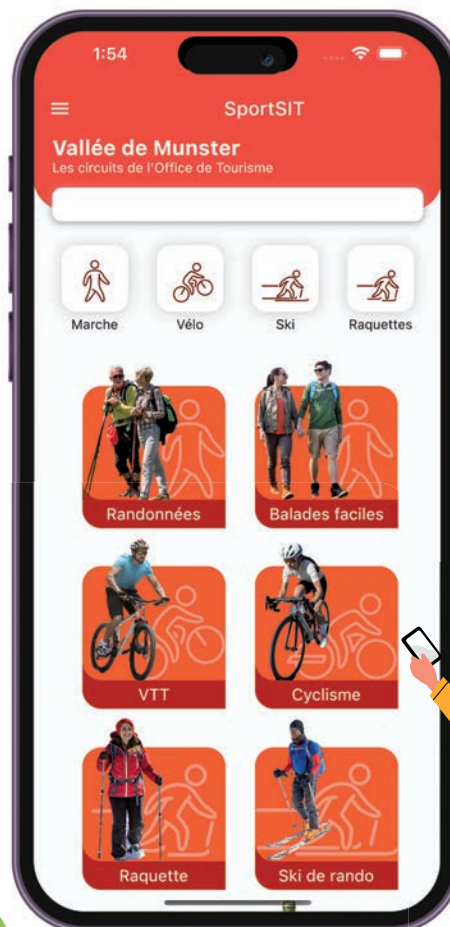 1:54
SportSIT
Vallée de Munster
Les circuits de l'Office de Tourisme
Marche
Vélo
Ski
Raquettes
Randonnées
Balades faciles
VTT
Cyclisme
Raquette
Ski de rando